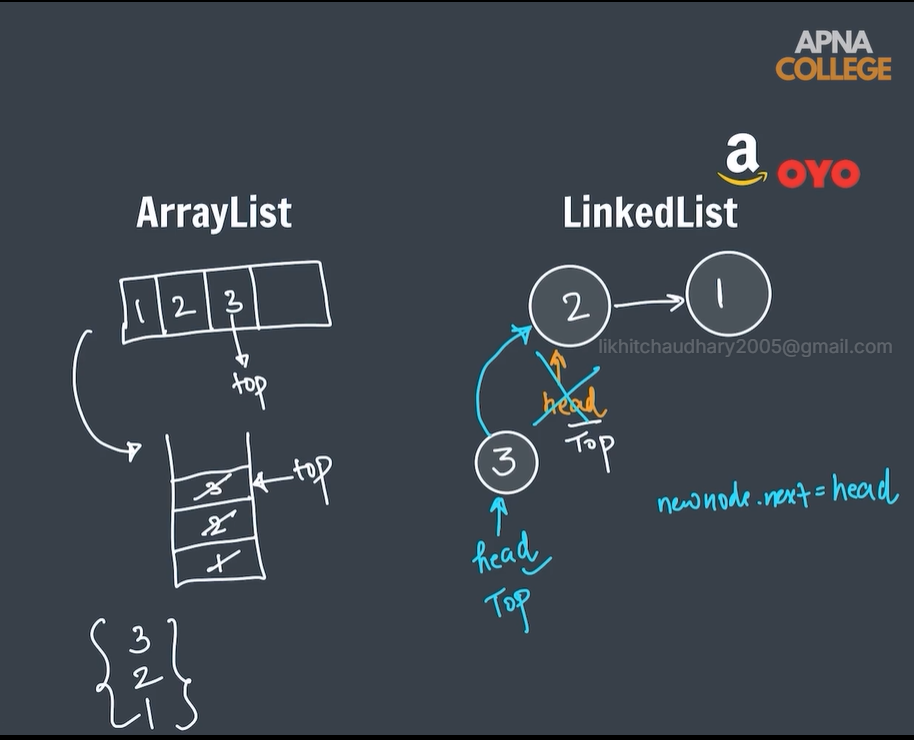 APNA
COLLEGE
a OYO
ArrayList
1 2 3
top
top
3
2
1
3
2
1
LinkedList
2 1
likhitchaudhary2005@gmail.com
head
Top
3
newnode.next = head
head
Top